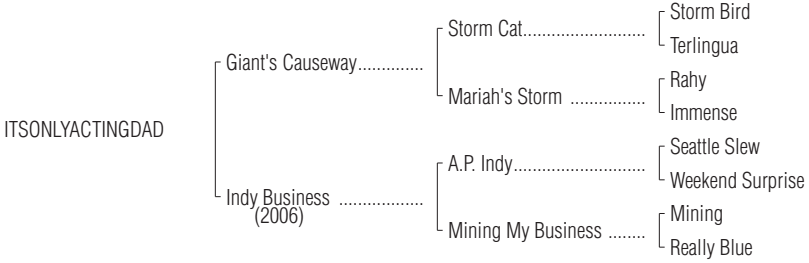 Storm Bird
Storm Cat..........................
Terlingua
Giant's Causeway..............
Rahy
Mariah's Storm ................
Immense
ITSONLYACTINGDAD
Seattle Slew
A.P. Indy............................
Weekend Surprise
Indy Business ..................
(2006)
Mining
Mining My Business ........
Really Blue